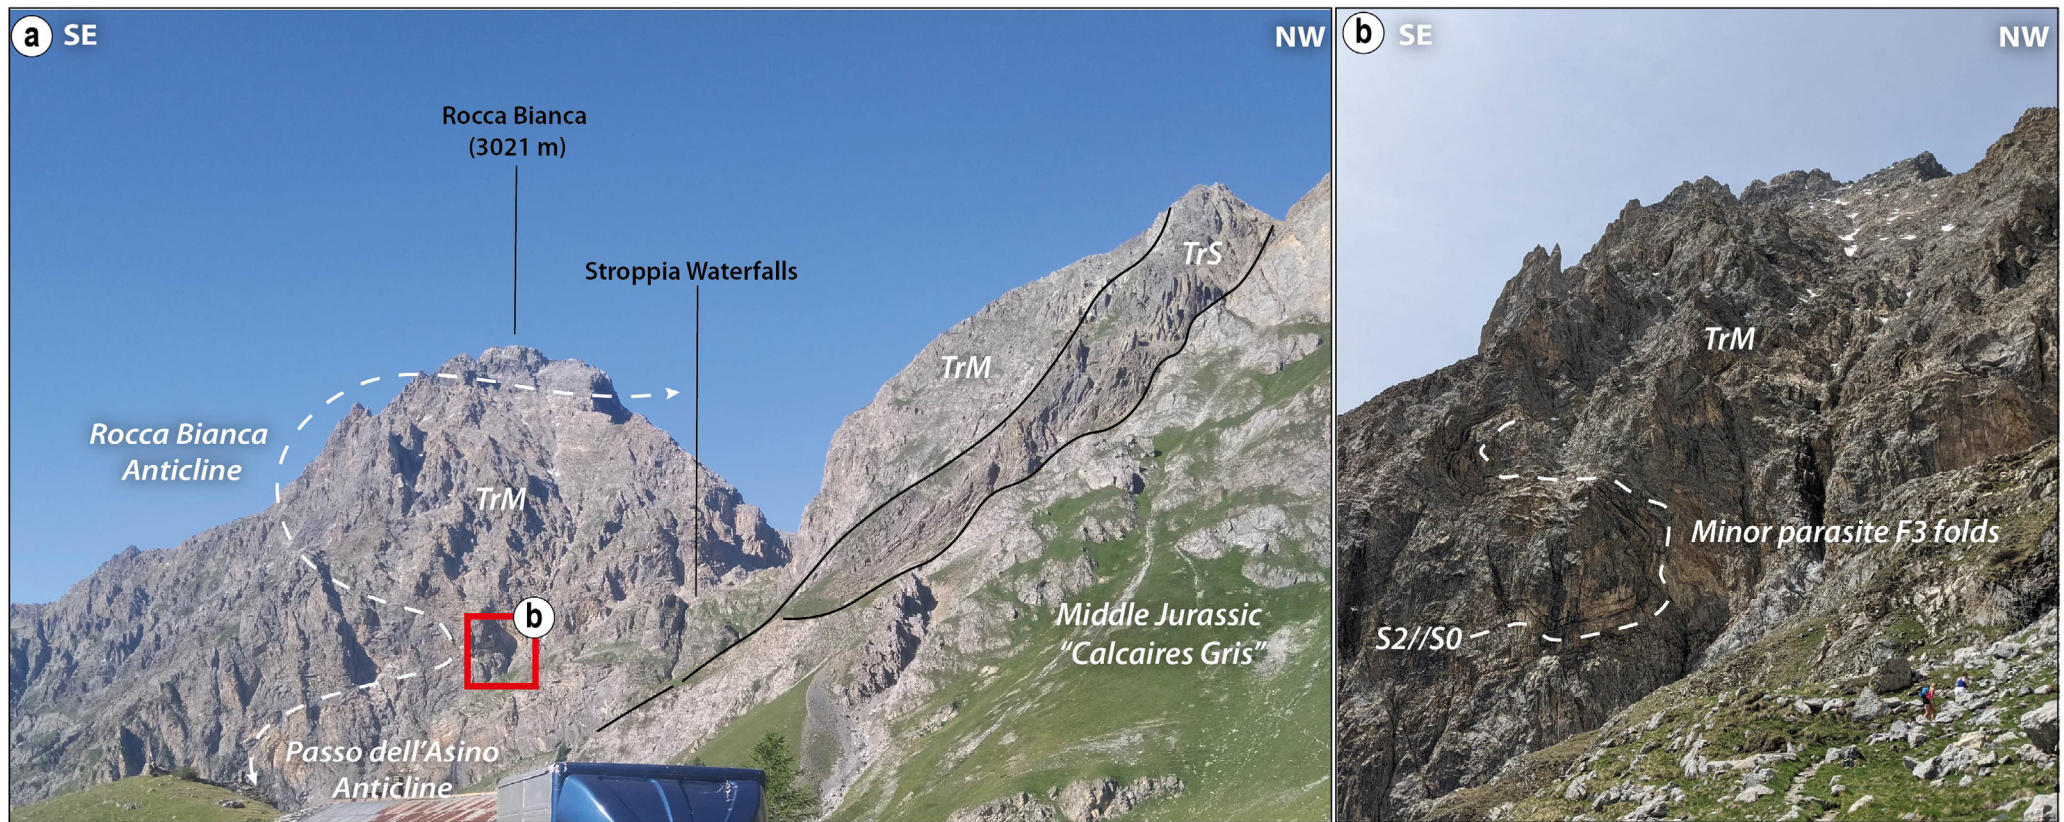 a SE
NW
Rocca Bianca
(3021 m)
Stroppia Waterfalls
TrS
TrM
Rocca Bianca
Anticline
TrM
b
Middle Jurassic
“Calcaires Gris”
Passo dell’Asino
Anticline
b SE
NW
TrM
Minor parasite F3 folds
S2//S0